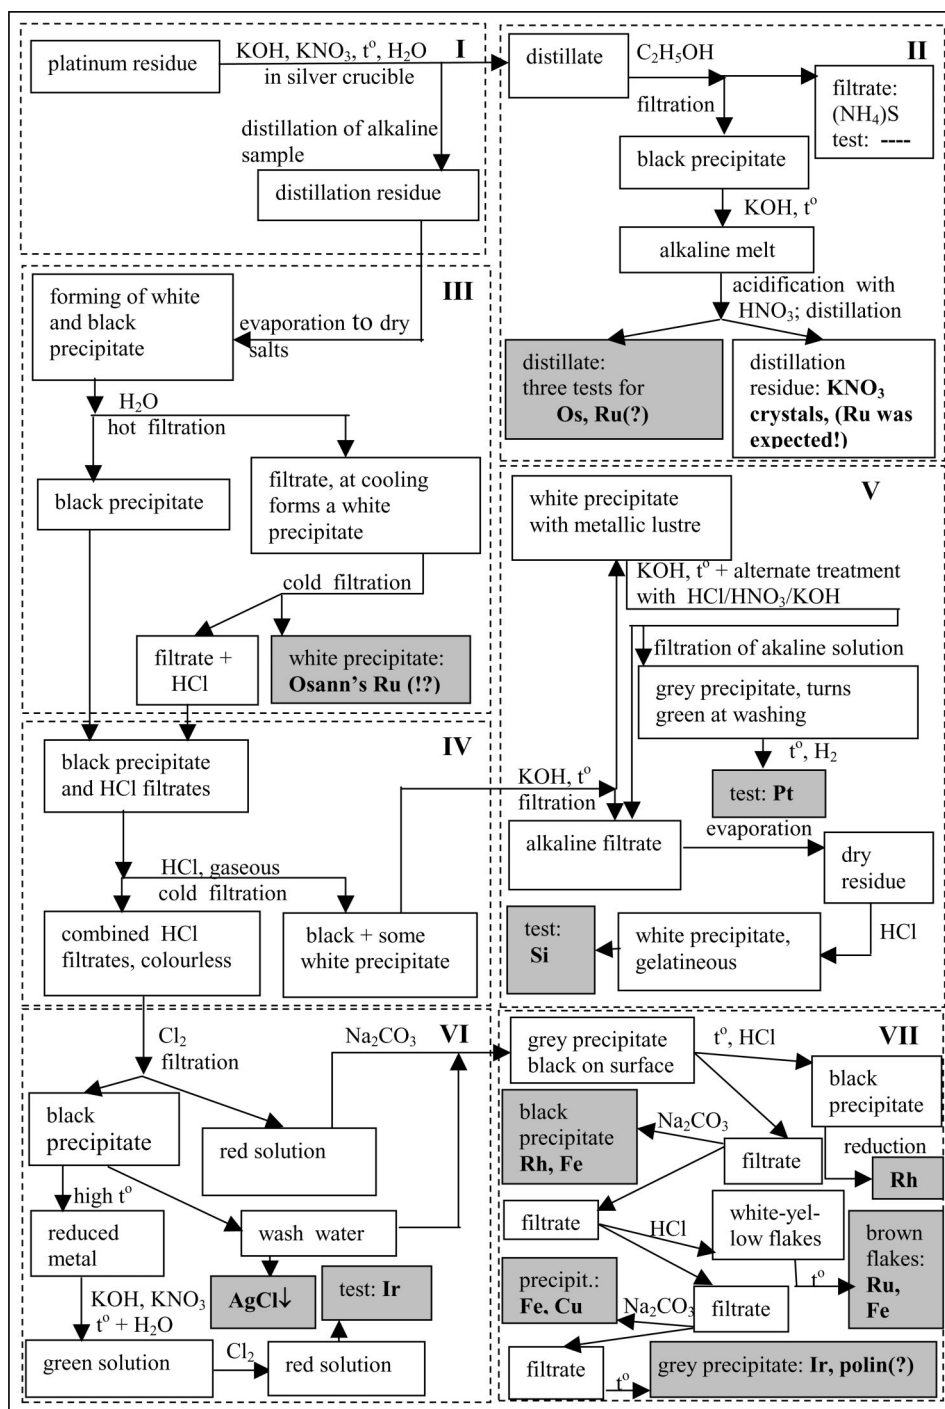 I
platinum residue
KOH, KNO₃, tº, H₂O
in silver crucible
distillation of alkaline
sample
distillation residue
II
distillate
C₂H₅OH
filtration
filtrate:
(NH₄)S
test: ----
black precipitate
KOH, tº
alkaline melt
acidification with
HNO₃; distillation
distillate:
three tests for
Os, Ru(?)
distillation
residue: KNO₃
crystals, (Ru was
expected!)
III
forming of white
and black
precipitate
evaporation to dry
salts
H₂O
hot filtration
black precipitate
filtrate, at cooling
forms a white
precipitate
cold filtration
filtrate +
HCl
white precipitate:
Osann's Ru (!?)
IV
black precipitate
and HCl filtrates
HCl, gaseous
cold filtration
combined HCl
filtrates, colourless
black + some
white precipitate
KOH, tº
filtration
V
white precipitate
with metallic lustre
KOH, tº + alternate treatment
with HCl/HNO₃/KOH
filtration of akaline solution
grey precipitate, turns
green at washing
tº, H₂
test: Pt
alkaline filtrate
evaporation
dry
residue
HCl
white precipitate,
gelatineous
test:
Si
VI
Cl₂
filtration
Na₂CO₃
black
precipitate
red solution
high tº
reduced
metal
wash water
AgCl↓
test: Ir
KOH, KNO₃
tº + H₂O
green solution
Cl₂
red solution
VII
grey precipitate
black on surface
tº, HCl
black
precipitate
reduction
Rh
black
precipitate
Rh, Fe
Na₂CO₃
filtrate
filtrate
HCl
white-yel-
low flakes
tº
brown
flakes:
Ru,
Fe
precipit.:
Fe, Cu
Na₂CO₃
filtrate
filtrate
tº
grey precipitate: Ir, polin(?)